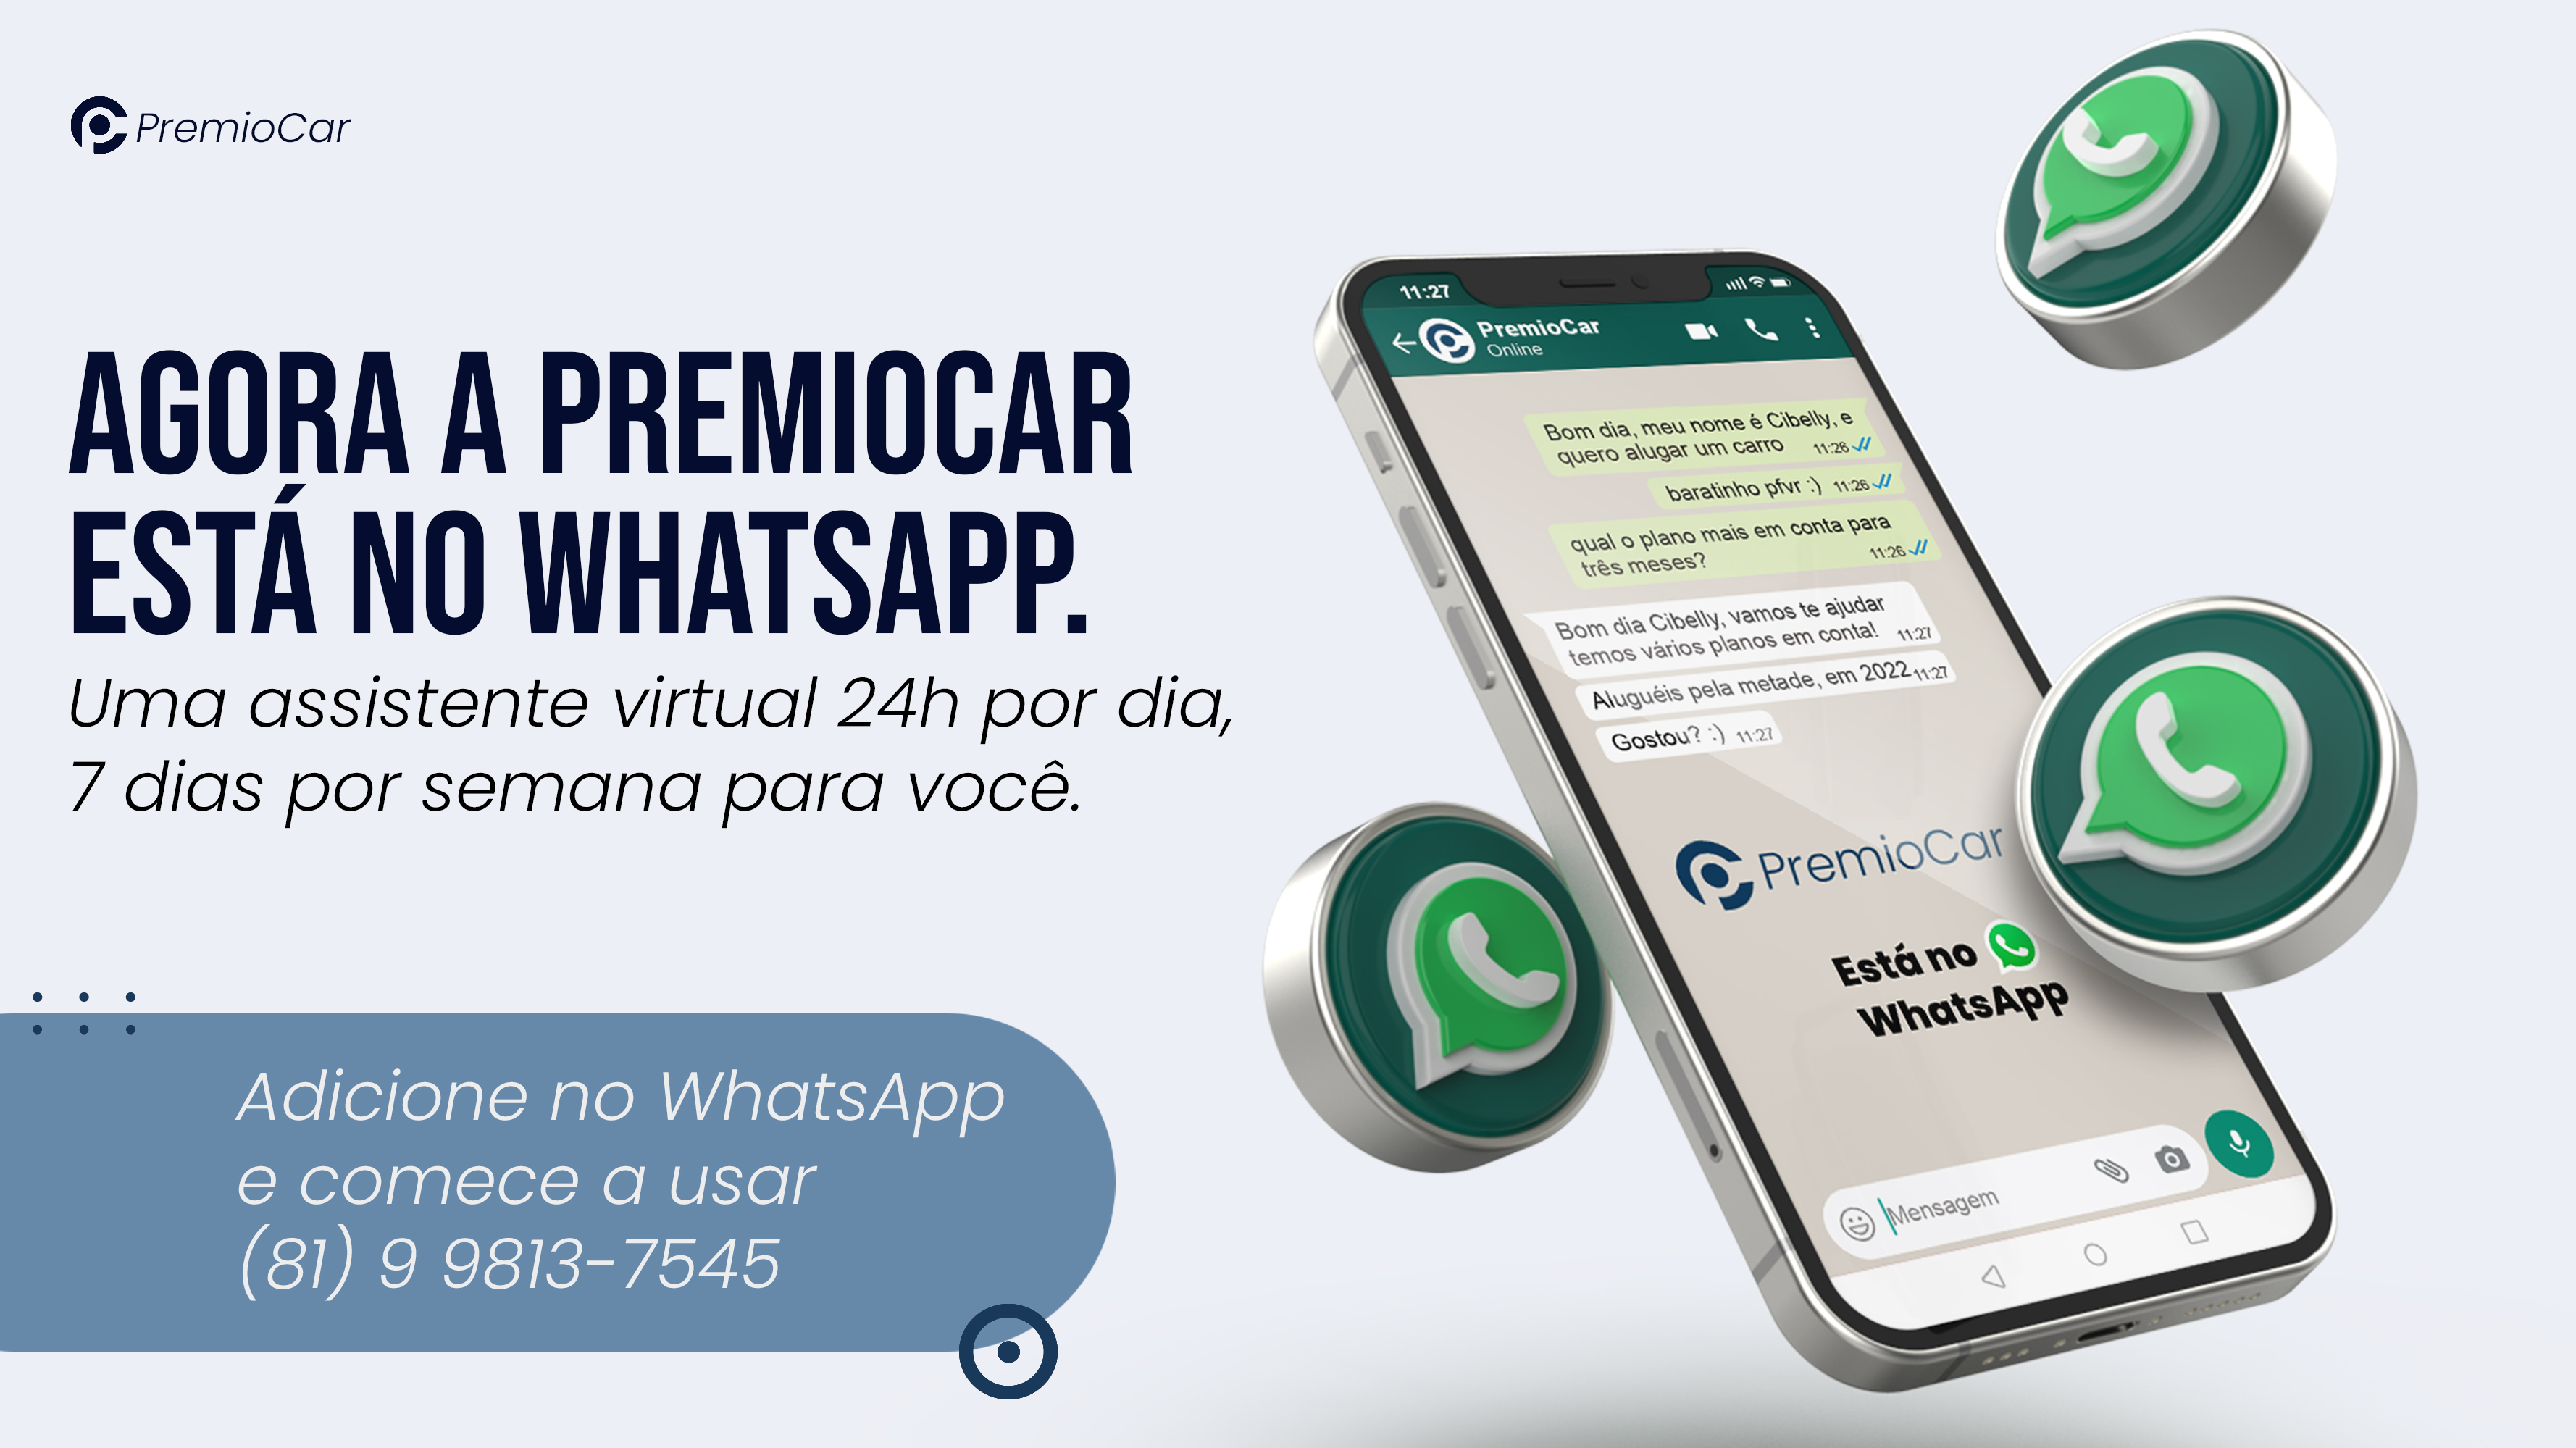 PremioCar
AGORA A PREMIOCAR
ESTÁ NO WHATSAPP.
Uma assistente virtual 24h por dia,
7 dias por semana para você.
Adicione no WhatsApp
e comece a usar
(81) 9 9813-7545
11:27
PremioCar
Online
Bom dia, meu nome é Cibelly, e
quero alugar um carro 11:26
baratinho pfvr :) 11:26
qual o plano mais em conta para
três meses? 11:26
Bom dia Cibelly, vamos te ajudar
temos vários planos em conta! 11:27
Aluguéis pela metade, em 2022 11:27
Gostou? :) 11:27
PremioCar
Está no
WhatsApp
Mensagem